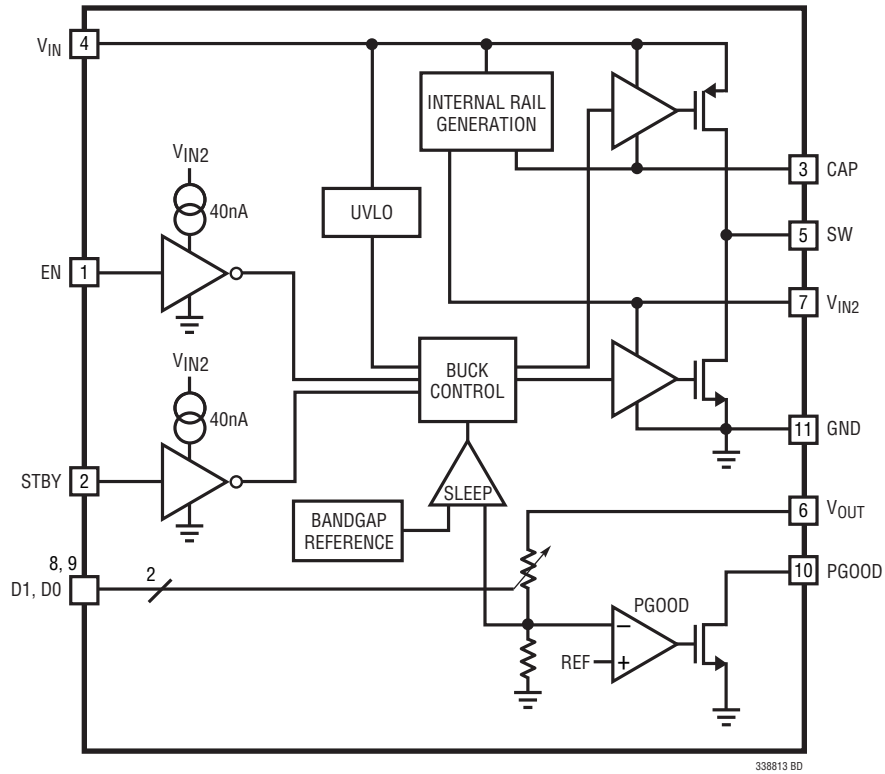 VIN 4
INTERNAL RAIL
GENERATION
3 CAP
VIN2
40nA
UVLO
5 SW
EN 1
7 VIN2
VIN2
40nA
BUCK
CONTROL
11 GND
STBY 2
SLEEP
6 VOUT
BANDGAP
REFERENCE
8, 9
D1, D0
2
10 PGOOD
PGOOD
–
REF
+
338813 BD